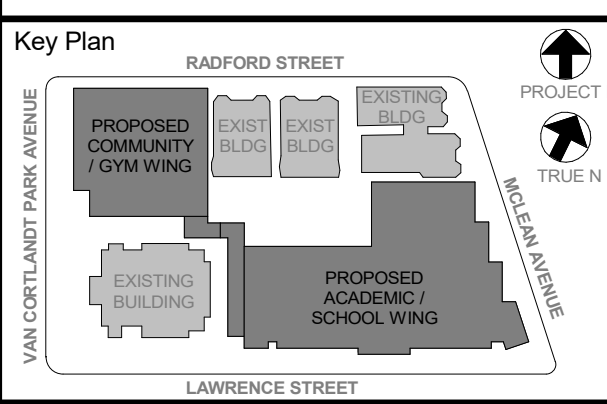 Key Plan
RADFORD STREET
PROJECT
TRUE N
VAN CORTLANDT PARK AVENUE
PROPOSED
COMMUNITY
/ GYM WING
EXIST
BLDG
EXIST
BLDG
EXISTING
BLDG
MCLEAN AVENUE
EXISTING
BUILDING
PROPOSED
ACADEMIC /
SCHOOL WING
LAWRENCE STREET